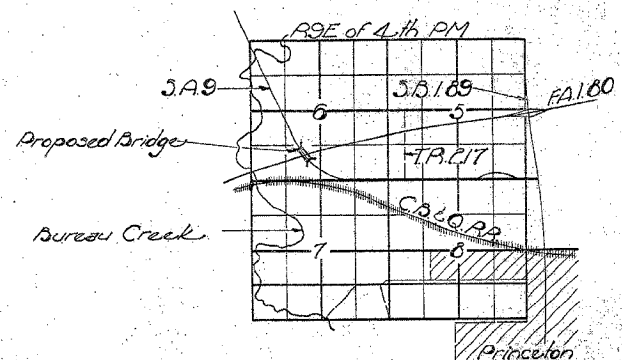 R9E of 4th PM
S.A.9
S.B.I.89
F.A.I.80
6
5
Proposed Bridge
T.R.217
C.B.&Q. R.R.
Bureau Creek
7
8
Princeton